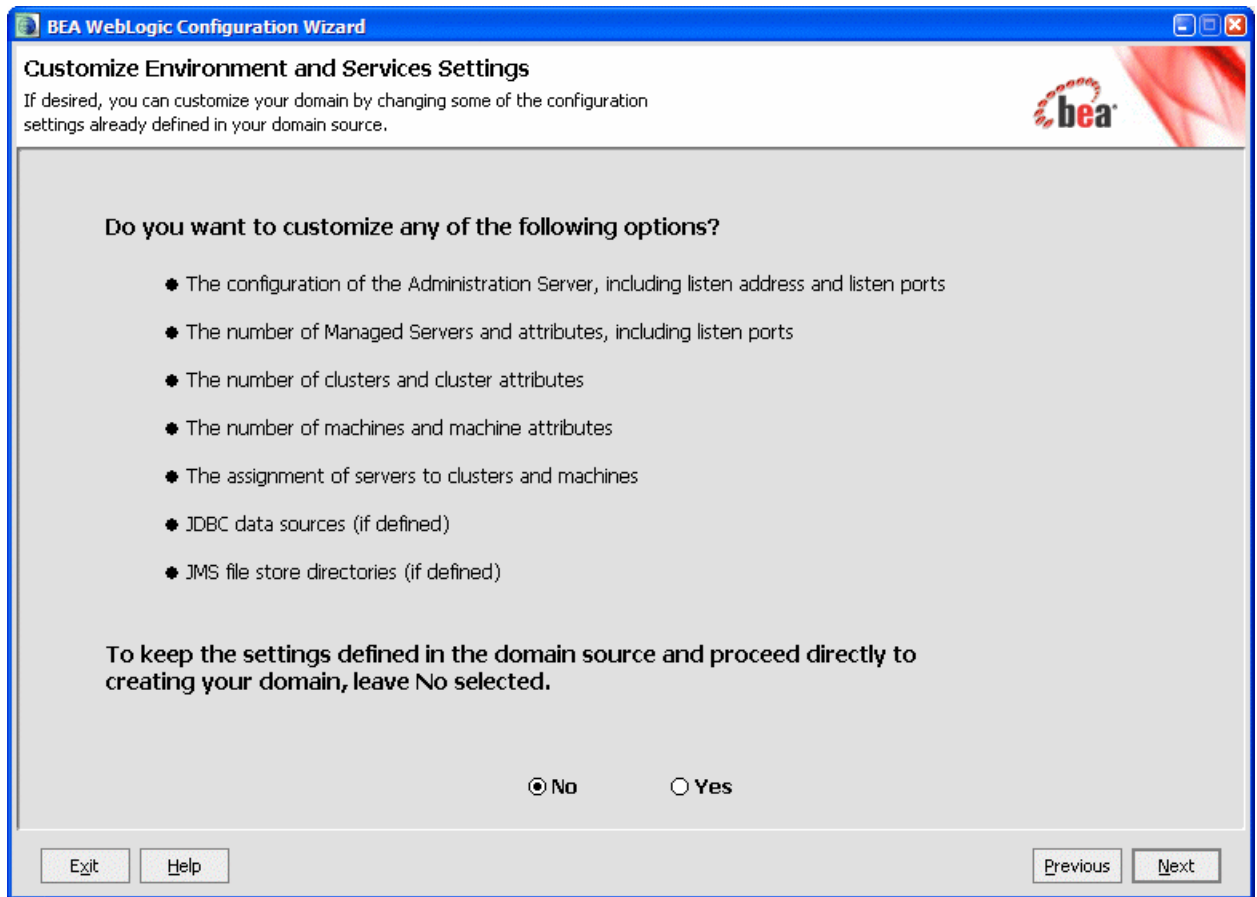 BEA WebLogic Configuration Wizard
Customize Environment and Services Settings
If desired, you can customize your domain by changing some of the configuration
settings already defined in your domain source.
bea
Do you want to customize any of the following options?
The configuration of the Administration Server, including listen address and listen ports
The number of Managed Servers and attributes, including listen ports
The number of clusters and cluster attributes
The number of machines and machine attributes
The assignment of servers to clusters and machines
JDBC data sources (if defined)
JMS file store directories (if defined)
To keep the settings defined in the domain source and proceed directly to
creating your domain, leave No selected.
No Yes
Exit Help Previous Next